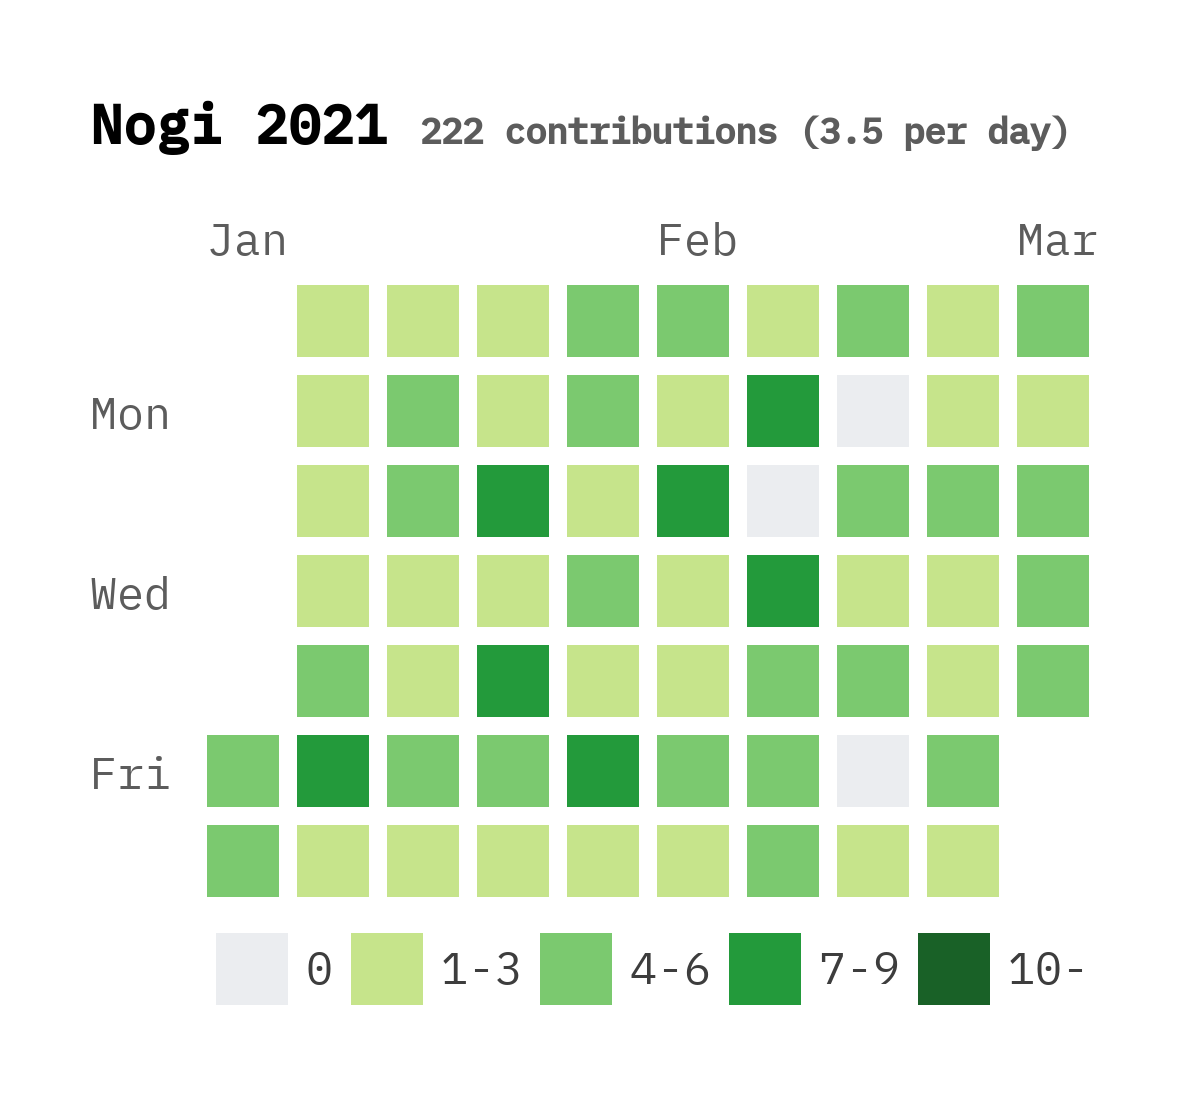 Nogi 2021 222 contributions (3.5 per day)
Jan Feb Mar
Mon
Wed
Fri
0 1-3 4-6 7-9 10-